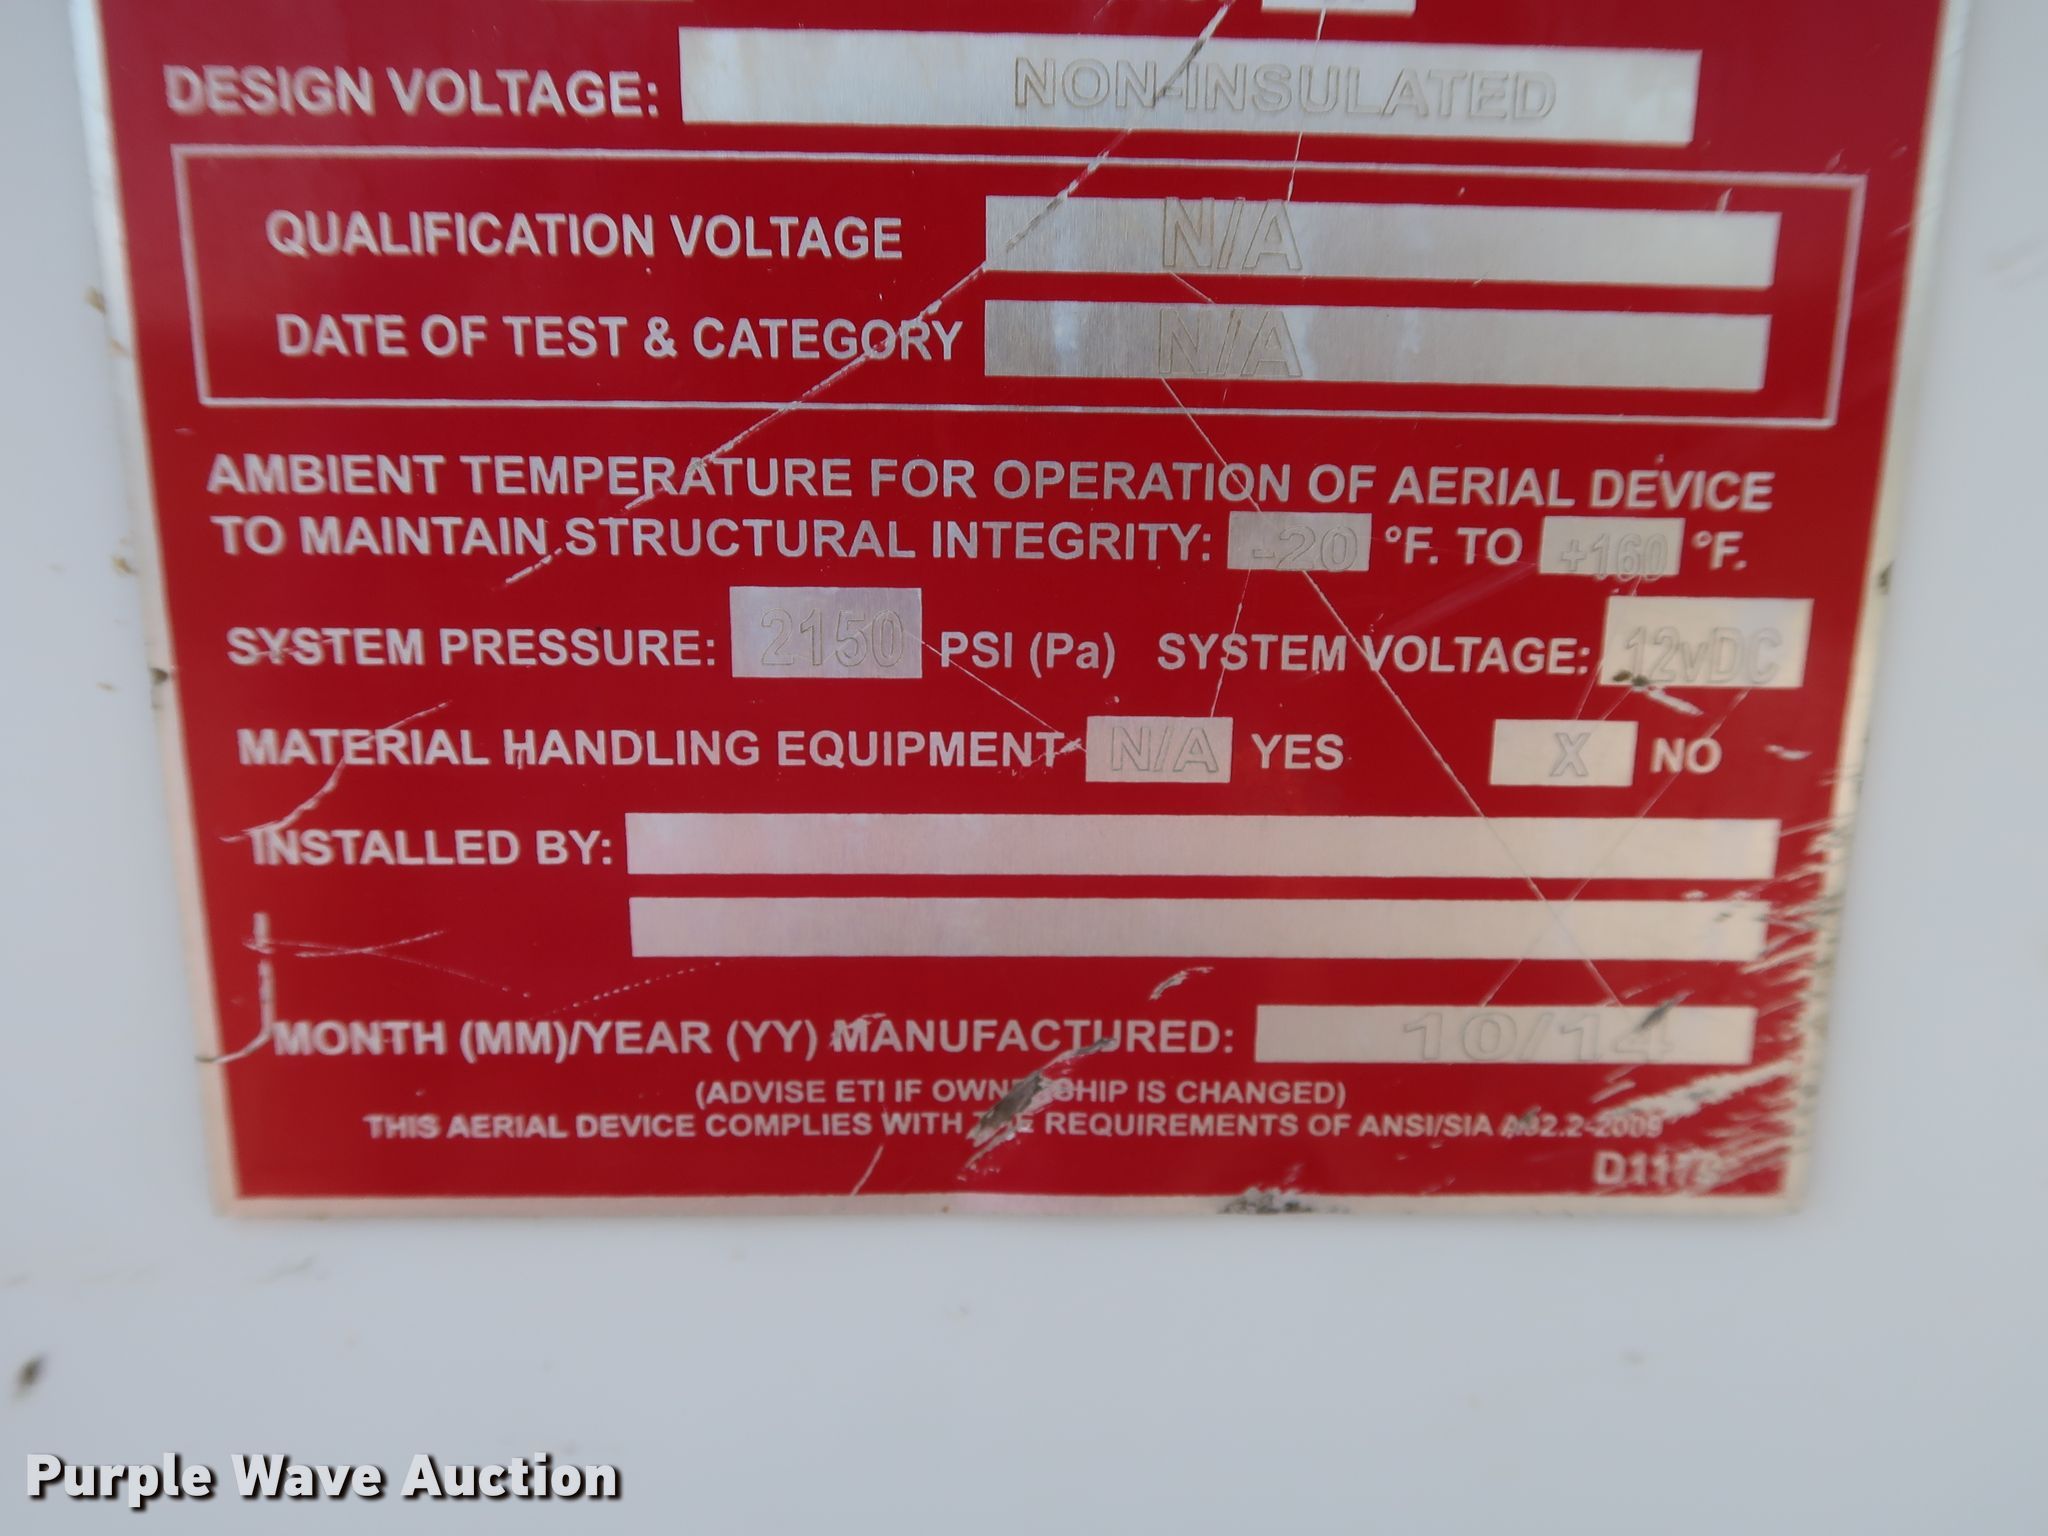 DESIGN VOLTAGE: NON-INSULATED
QUALIFICATION VOLTAGE N/A
DATE OF TEST & CATEGORY N/A
AMBIENT TEMPERATURE FOR OPERATION OF AERIAL DEVICE
TO MAINTAIN STRUCTURAL INTEGRITY: -20 °F. TO +160 °F.
SYSTEM PRESSURE: 2150 PSI (Pa) SYSTEM VOLTAGE: 12vDC
MATERIAL HANDLING EQUIPMENT N/A YES X NO
INSTALLED BY:
MONTH (MM)/YEAR (YY) MANUFACTURED: 10/14
(ADVISE ETI IF OWNERSHIP IS CHANGED)
THIS AERIAL DEVICE COMPLIES WITH THE REQUIREMENTS OF ANSI/SIA
Purple Wave Auction